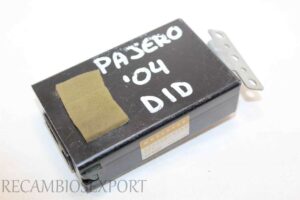 PAJERO
'04
DID
RECAMBIOSEXPORT